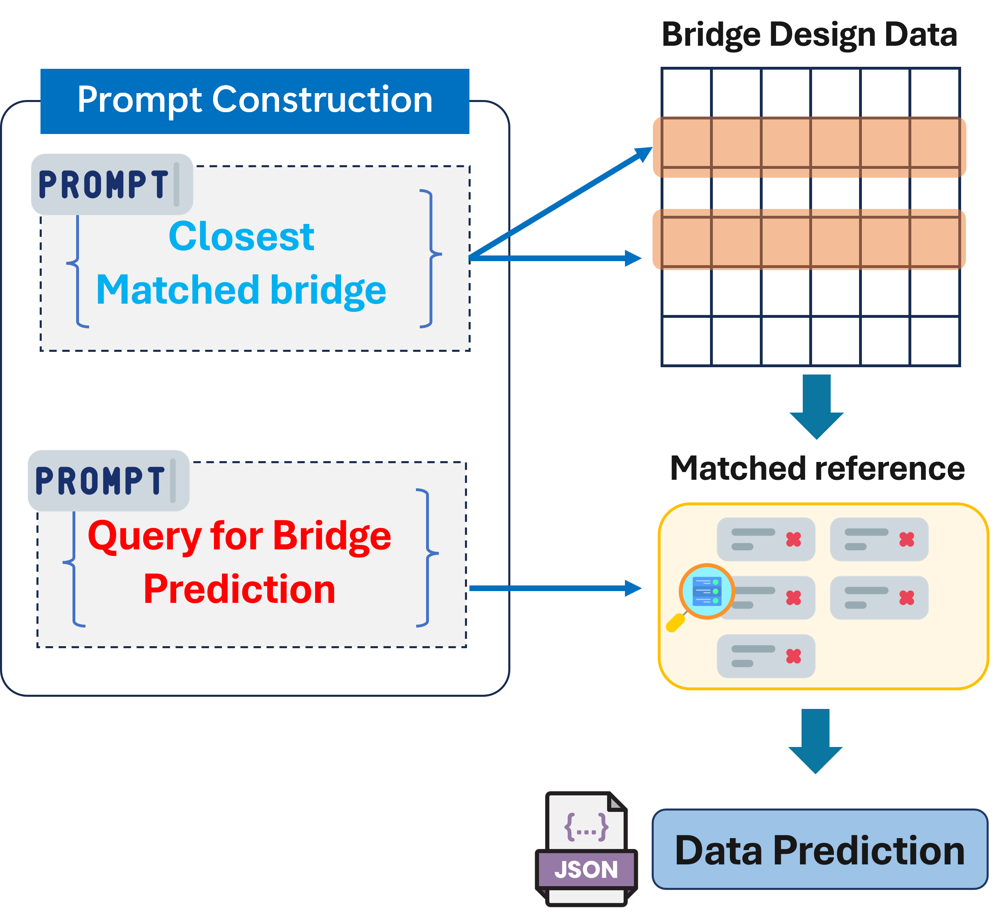 Bridge Design Data
Prompt Construction
PROMPT
Closest
Matched bridge
Matched reference
PROMPT
Query for Bridge
Prediction
{...}
JSON
Data Prediction